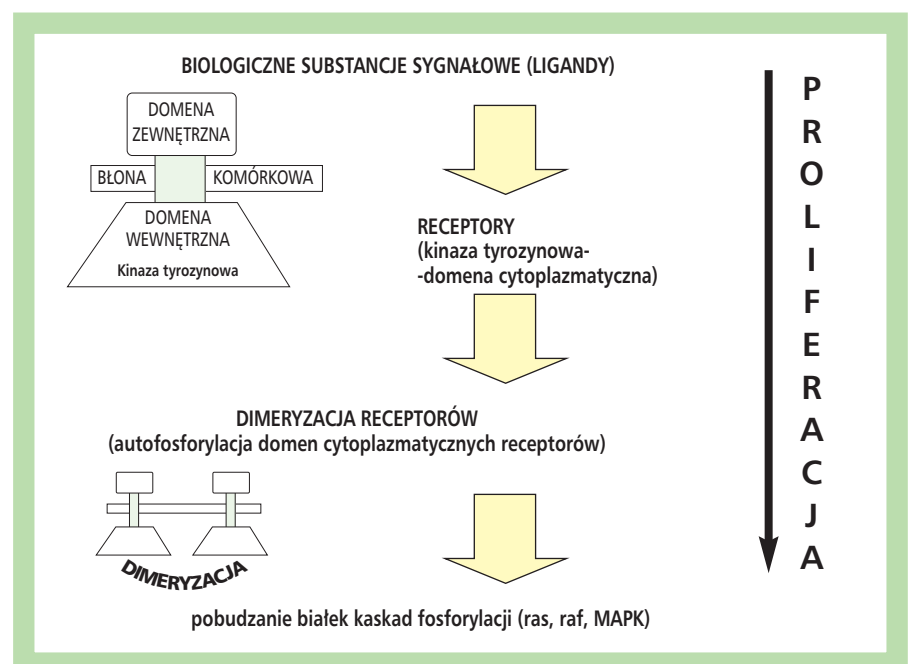 BIOLOGICZNE SUBSTANCJE SYGNAŁOWE (LIGANDY)
DOMENA
ZEWNĘTRZNA
BŁONA
KOMÓRKOWA
DOMENA
WEWNĘTRZNA
Kinaza tyrozynowa
RECEPTORY
(kinaza tyrozynowa-
-domena cytoplazmatyczna)
DIMERYZACJA RECEPTORÓW
(autofosforylacja domen cytoplazmatycznych receptorów)
DIMERYZACJA
pobudzanie białek kaskad fosforylacji (ras, raf, MAPK)
P
R
O
L
I
F
E
R
A
C
J
A